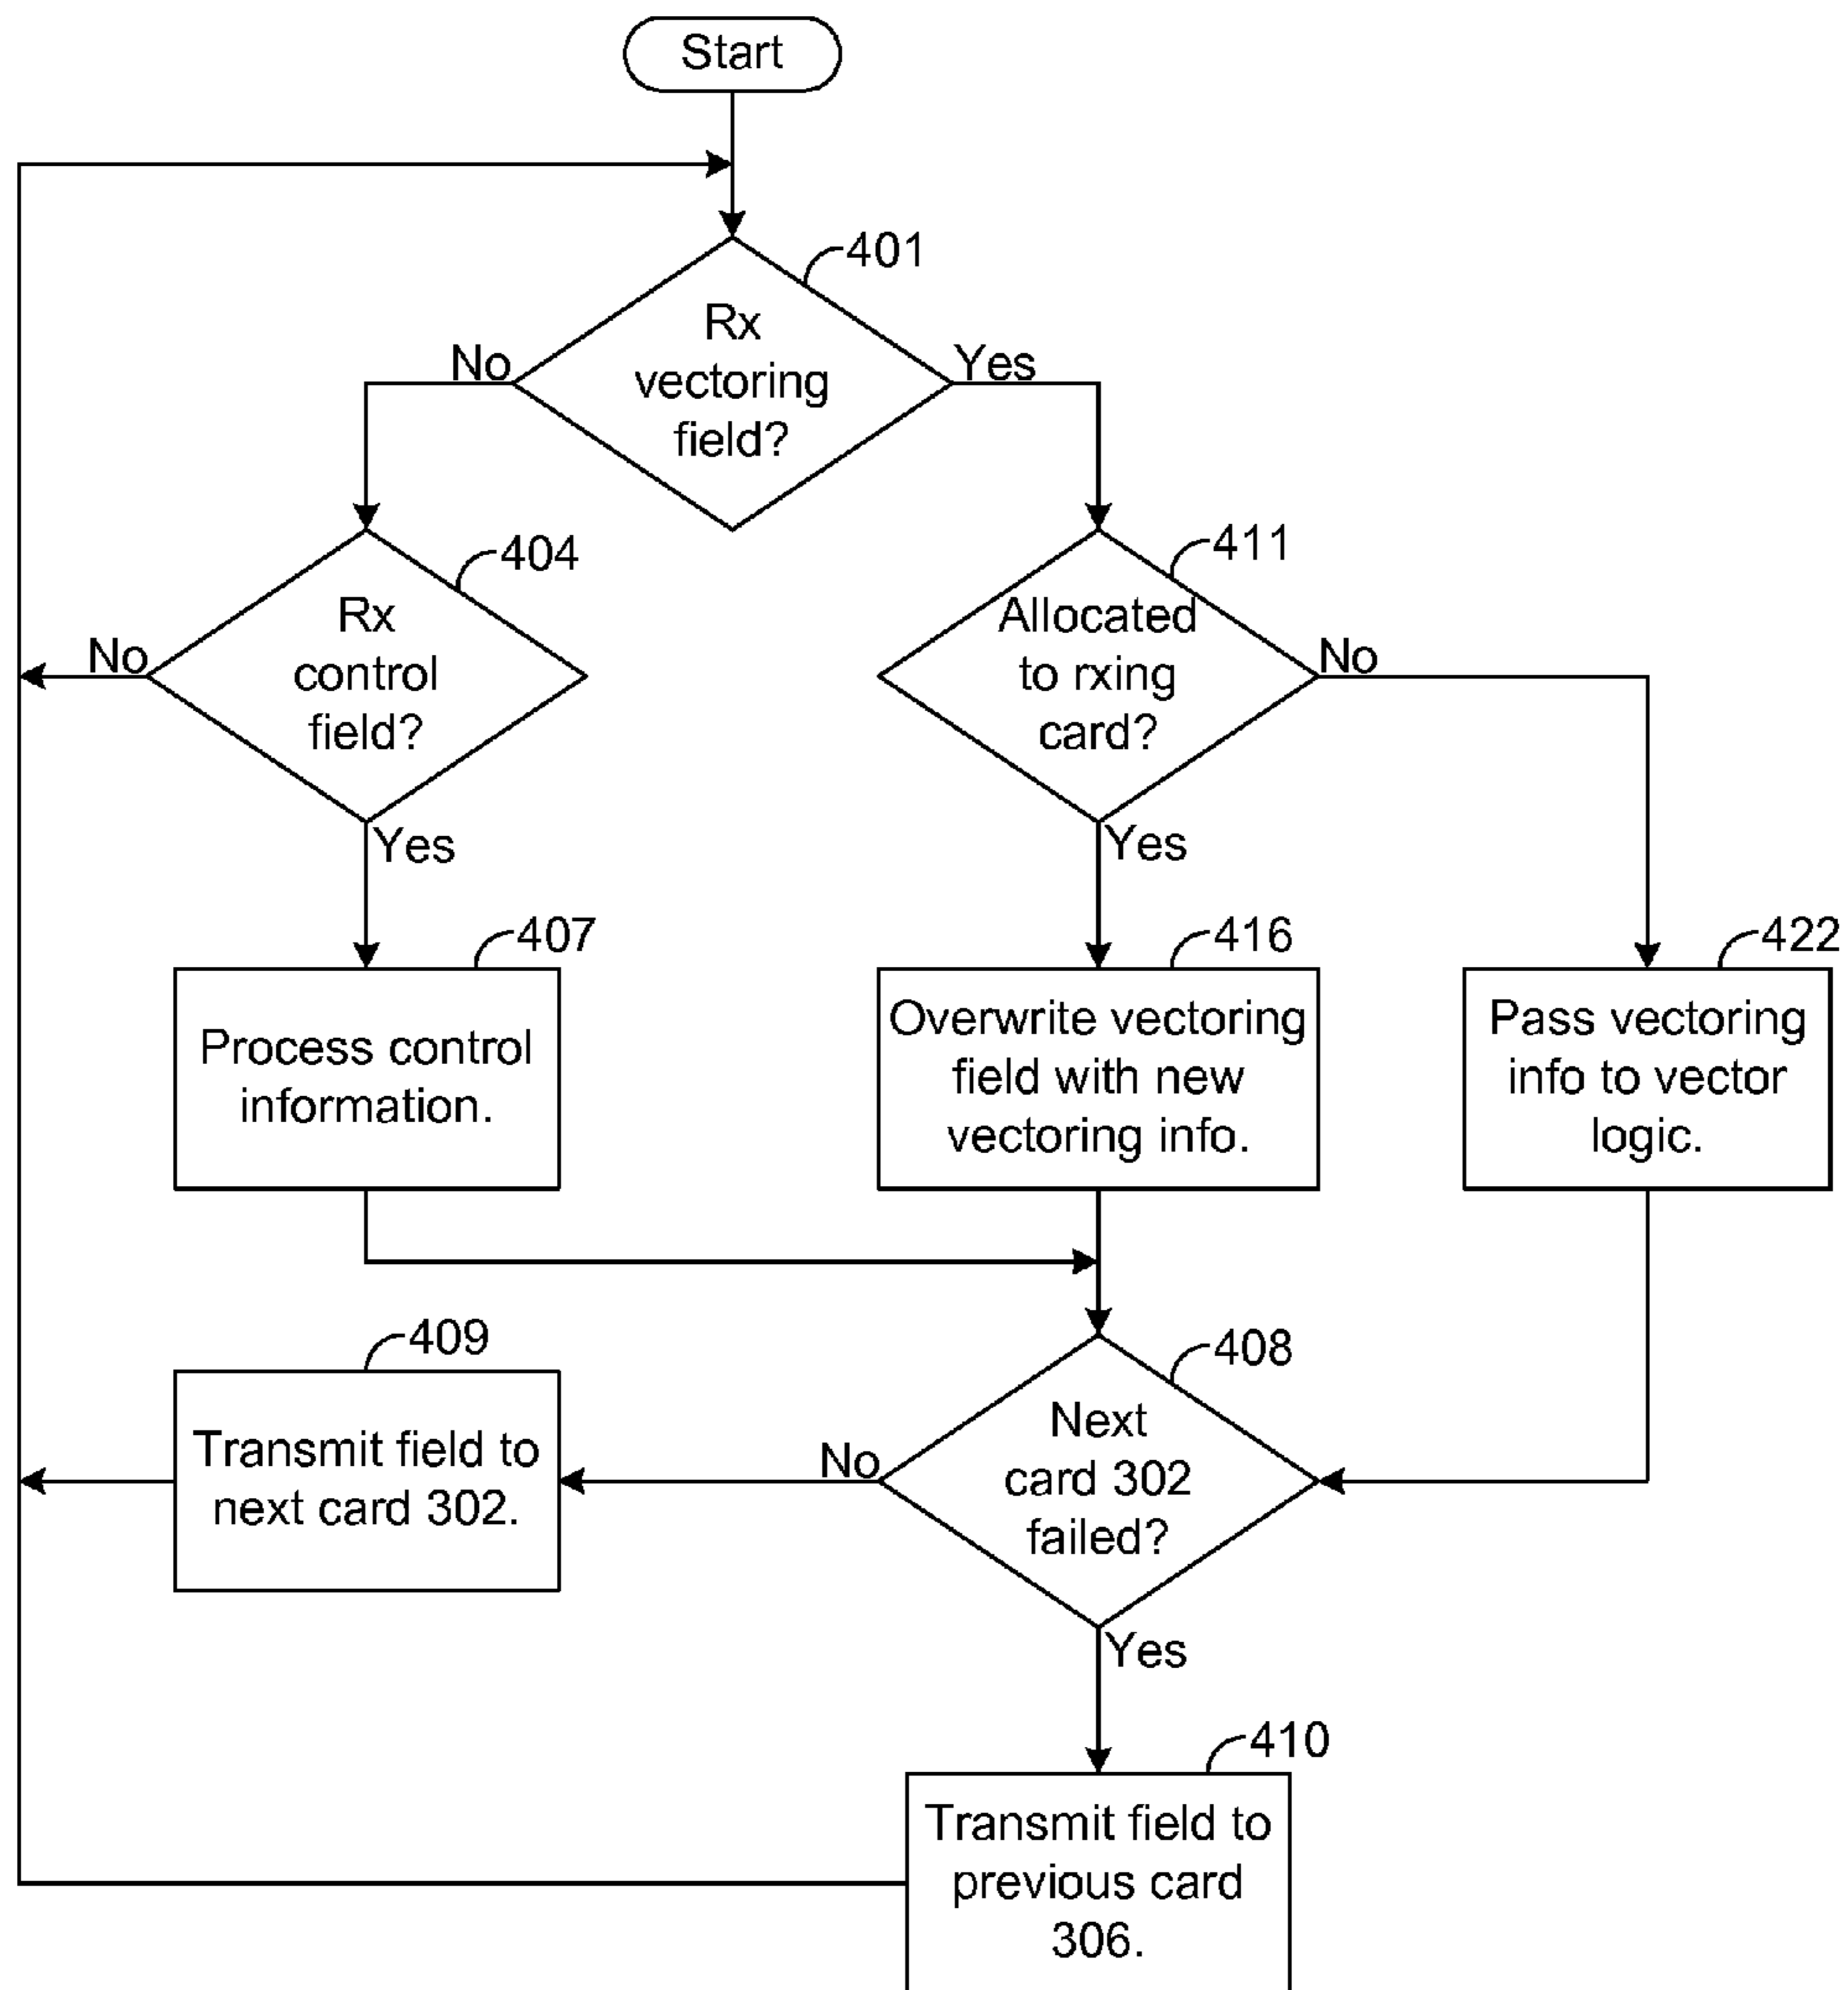 Start
401
Rx
vectoring
field?
No
Yes
404
Rx
control
field?
No
Yes
411
Allocated
to rxing
card?
No
Yes
407
Process control
information.
416
Overwrite vectoring
field with new
vectoring info.
422
Pass vectoring
info to vector
logic.
409
Transmit field to
next card 302.
408
Next
card 302
failed?
No
Yes
410
Transmit field to
previous card
306.